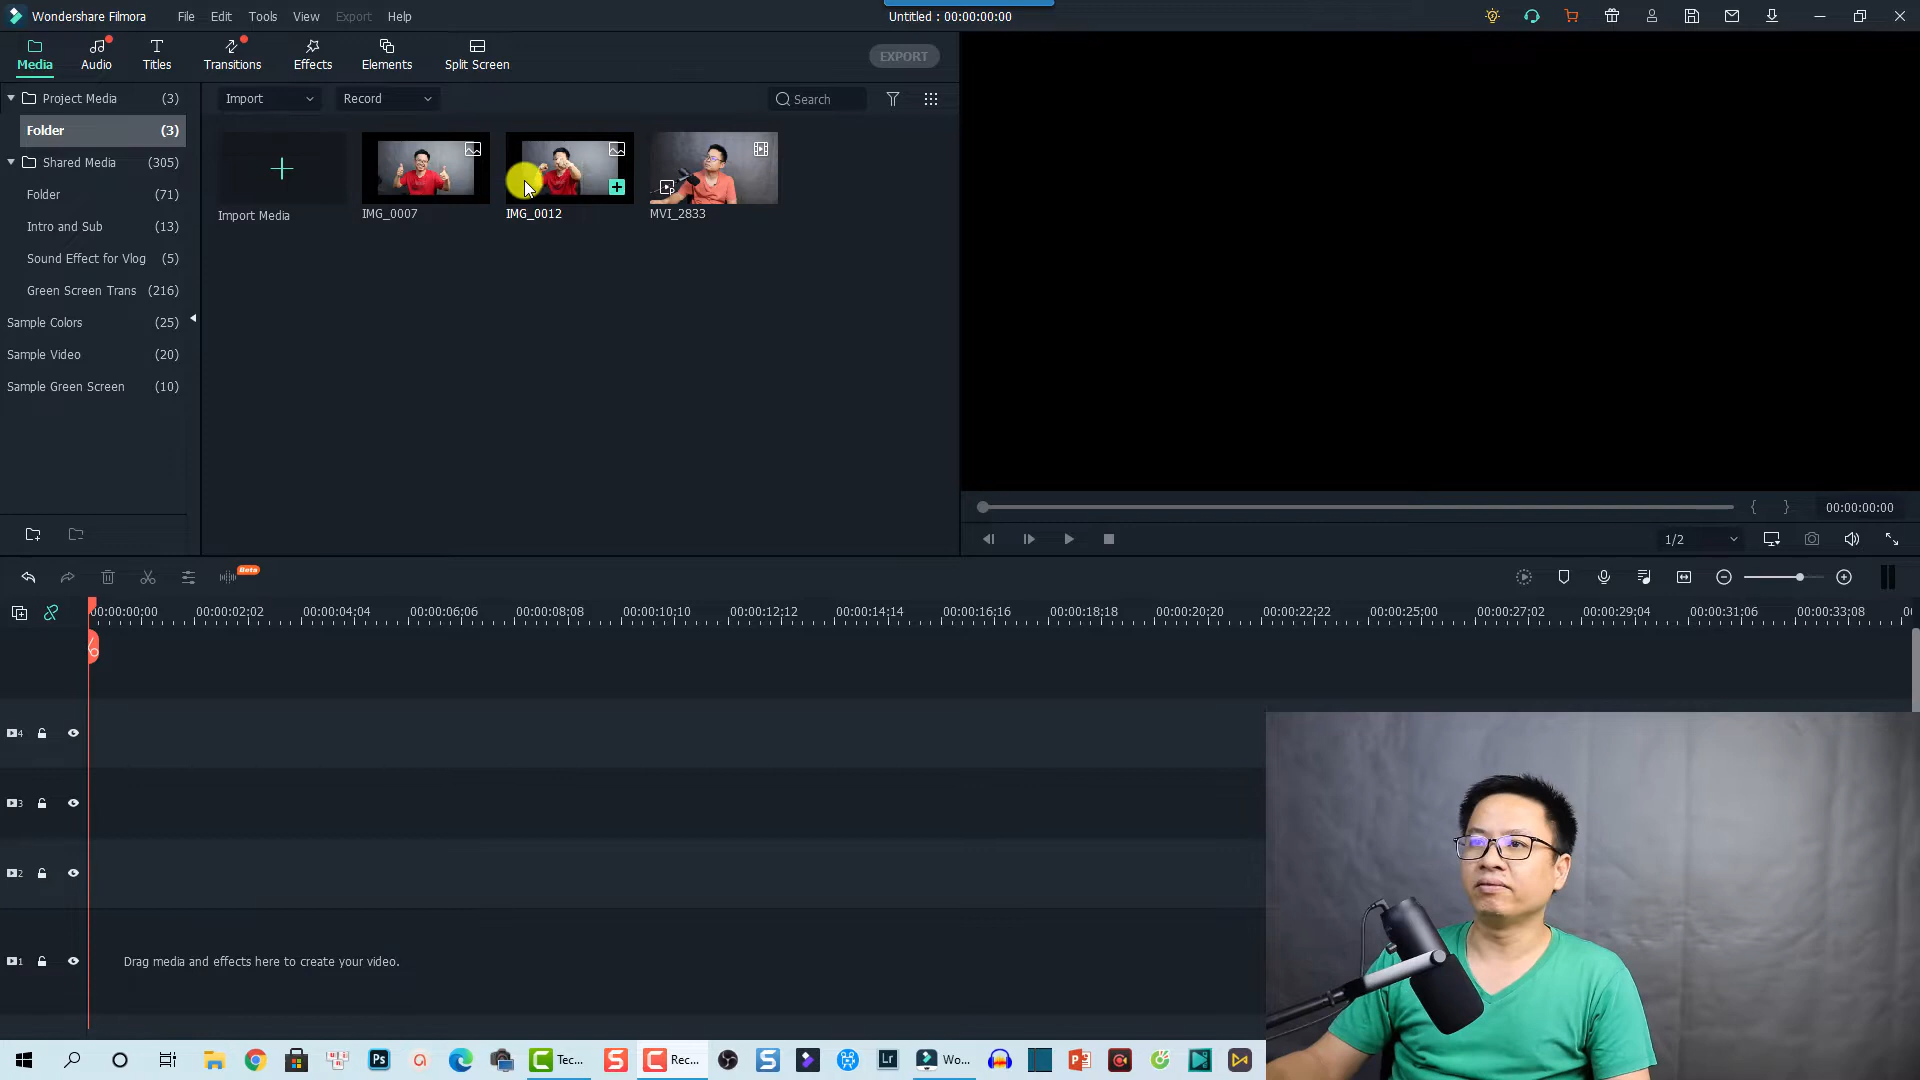 Wondershare Filmora File Edit Tools View Export Help Untitled : 00:00:00:00
Media Audio Titles Transitions Effects Elements Split Screen EXPORT
Project Media (3) Import Record Search
Folder (3)
Shared Media (305)
Folder (71)
Intro and Sub (13)
Sound Effect for Vlog (5)
Green Screen Trans (216)
Sample Colors (25)
Sample Video (20)
Sample Green Screen (10)
Import Media IMG_0007 IMG_0012 MVI_2833
00:00:00:00
1/2
Beta
00:00:00:00 00:00:02:02 00:00:04:04 00:00:06:06 00:00:08:08 00:00:10:10 00:00:12:12 00:00:14:14 00:00:16:16 00:00:18:18 00:00:20:20 00:00:22:22 00:00:25:00 00:00:27:02 00:00:29:04 00:00:31:06 00:00:33:08
4
3
2
1 Drag media and effects here to create your video.
Ps Tec... S Rec... S Lr Wo...